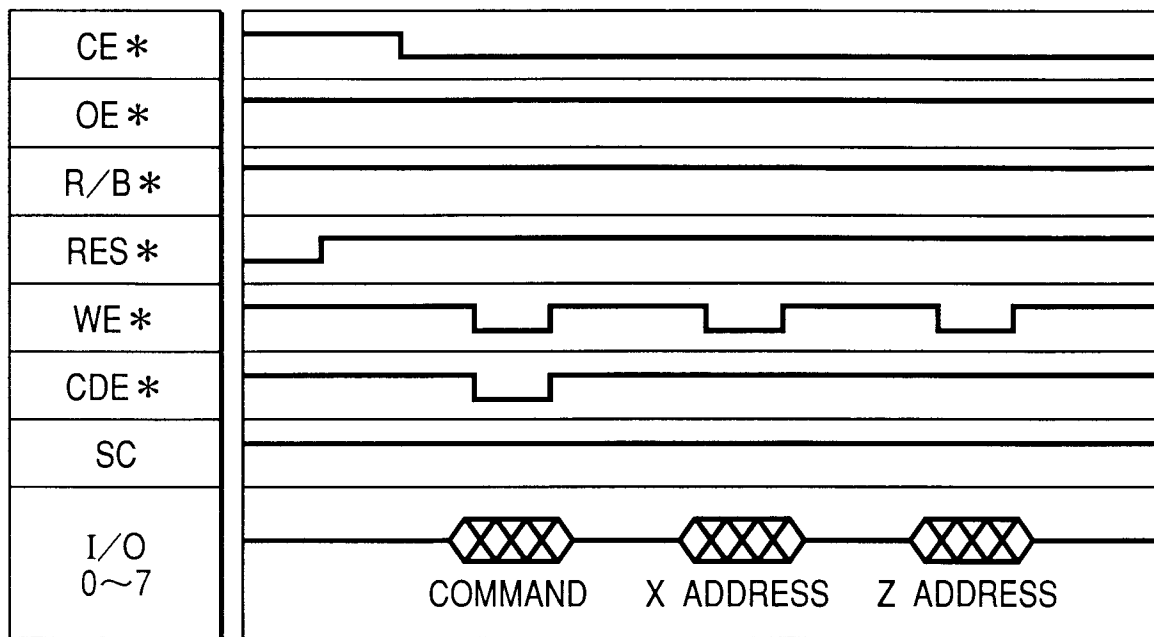 CE*
OE*
R/B*
RES*
WE*
CDE*
SC
I/O
0~7
COMMAND X ADDRESS Z ADDRESS